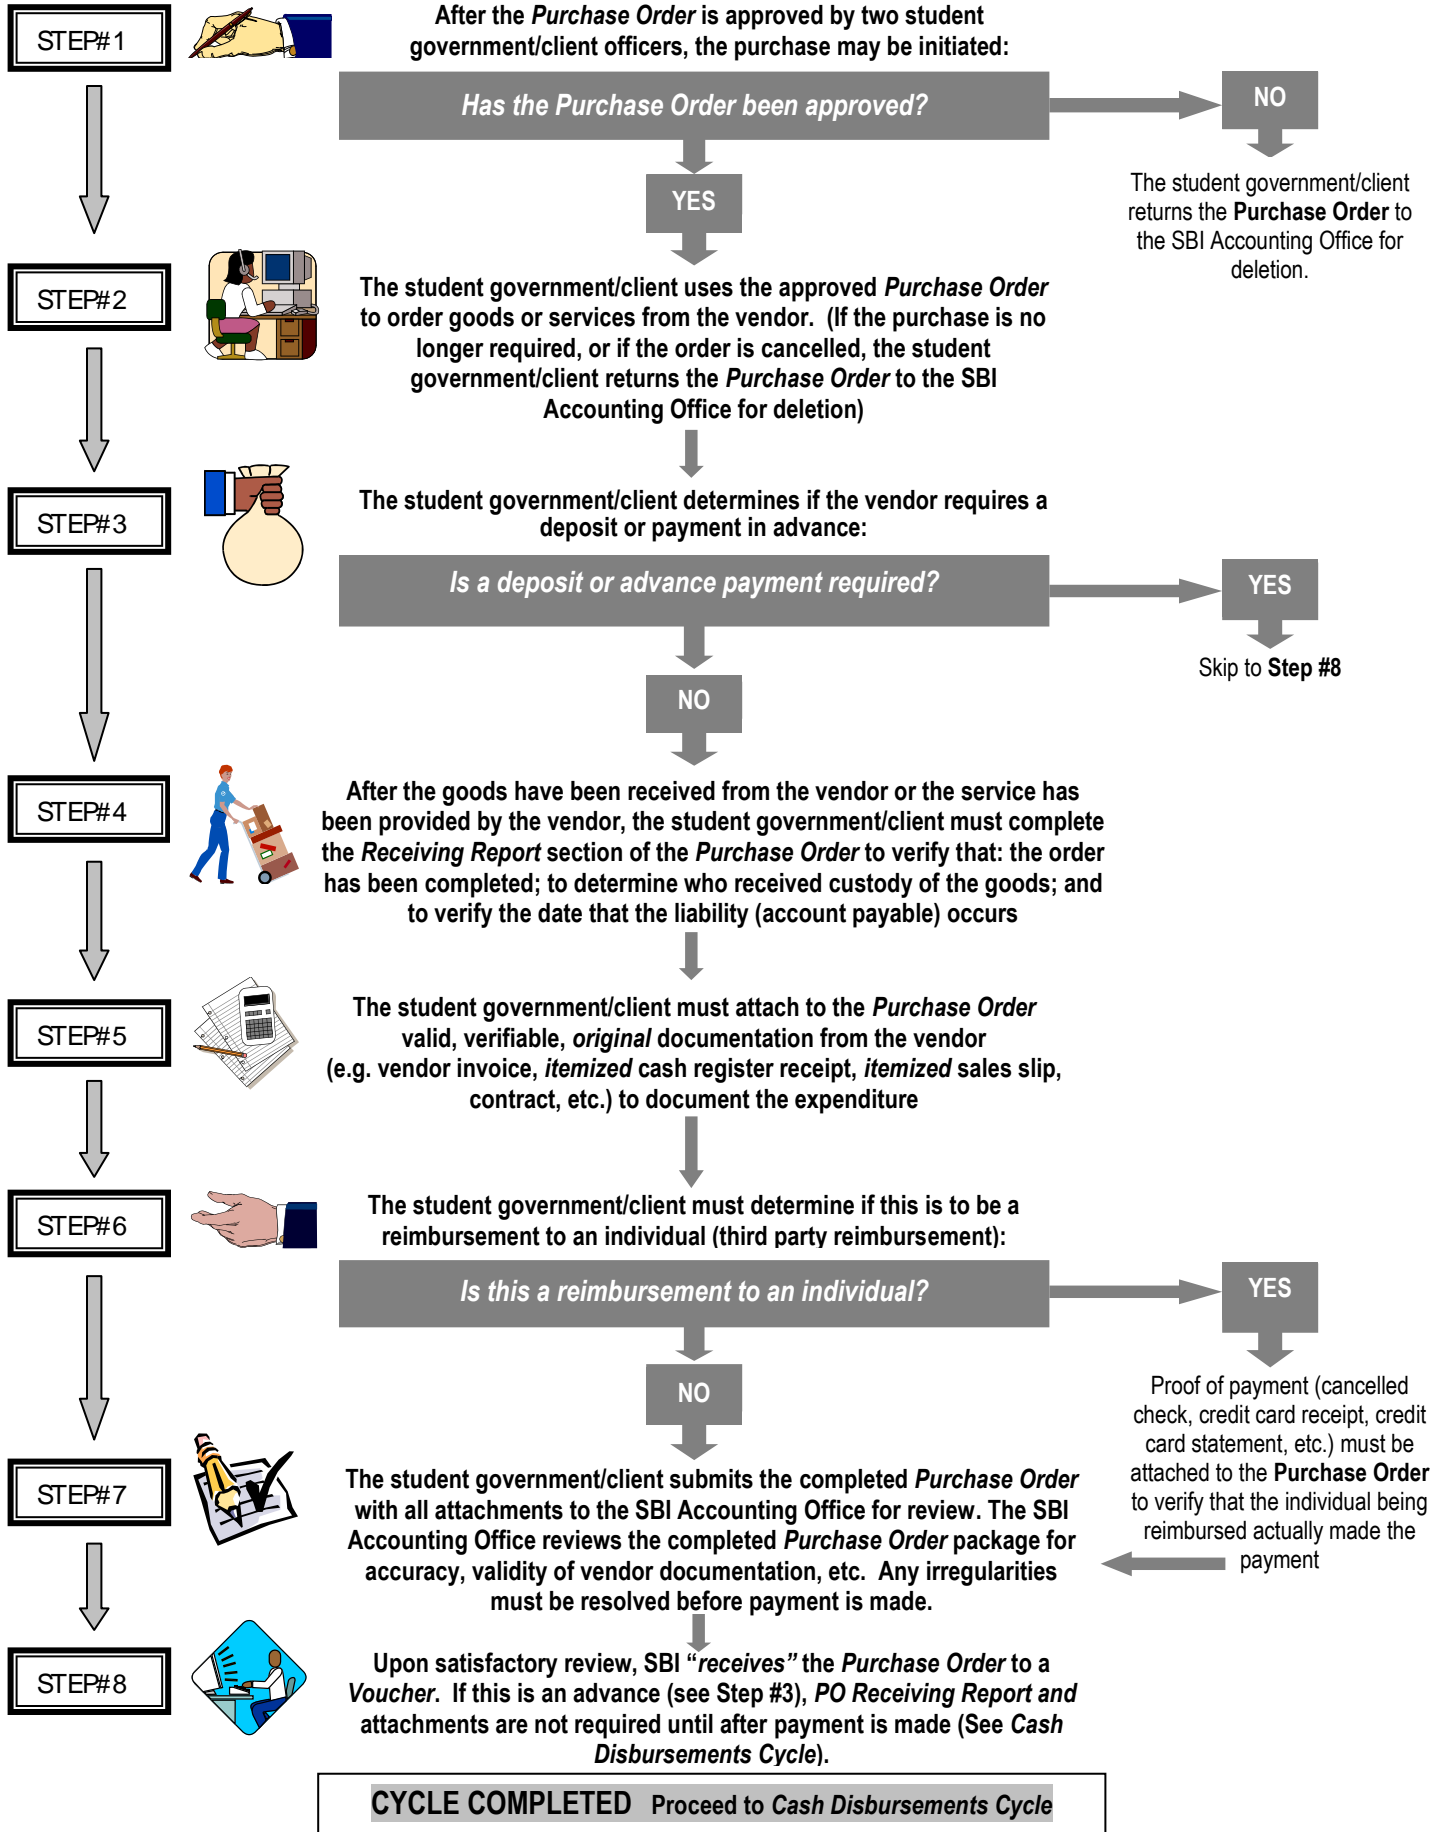 STEP#1
After the Purchase Order is approved by two student
government/client officers, the purchase may be initiated:
Has the Purchase Order been approved?
NO
The student government/client
returns the Purchase Order to
the SBI Accounting Office for
deletion.
YES
STEP#2
The student government/client uses the approved Purchase Order
to order goods or services from the vendor.  (If the purchase is no
longer required, or if the order is cancelled, the student
government/client returns the Purchase Order to the SBI
Accounting Office for deletion)
STEP#3
The student government/client determines if the vendor requires a
deposit or payment in advance:
Is a deposit or advance payment required?
YES
Skip to Step #8
NO
STEP#4
After the goods have been received from the vendor or the service has
been provided by the vendor, the student government/client must complete
the Receiving Report section of the Purchase Order to verify that: the order
has been completed; to determine who received custody of the goods; and
to verify the date that the liability (account payable) occurs
STEP#5
The student government/client must attach to the Purchase Order
valid, verifiable, original documentation from the vendor
(e.g. vendor invoice, itemized cash register receipt, itemized sales slip,
contract, etc.) to document the expenditure
STEP#6
The student government/client must determine if this is to be a
reimbursement to an individual (third party reimbursement):
Is this a reimbursement to an individual?
YES
Proof of payment (cancelled
check, credit card receipt, credit
card statement, etc.) must be
attached to the Purchase Order
to verify that the individual being
reimbursed actually made the
payment
NO
STEP#7
The student government/client submits the completed Purchase Order
with all attachments to the SBI Accounting Office for review. The SBI
Accounting Office reviews the completed Purchase Order package for
accuracy, validity of vendor documentation, etc.  Any irregularities
must be resolved before payment is made.
STEP#8
Upon satisfactory review, SBI “receives” the Purchase Order to a
Voucher.  If this is an advance (see Step #3), PO Receiving Report and
attachments are not required until after payment is made (See Cash
Disbursements Cycle).
CYCLE COMPLETED   Proceed to Cash Disbursements Cycle